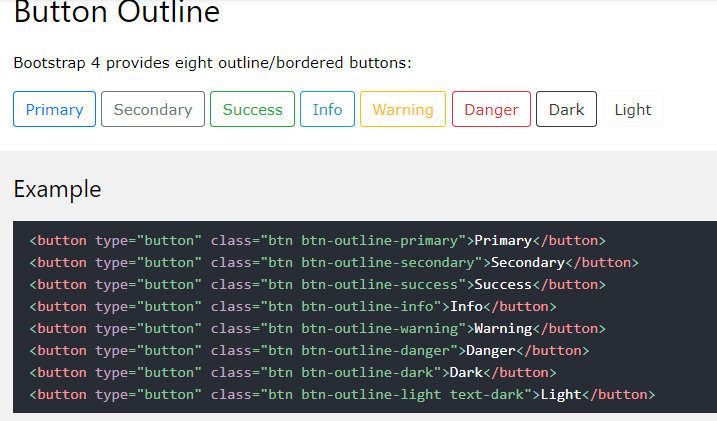 Button Outline
Bootstrap 4 provides eight outline/bordered buttons:
Primary Secondary Success Info Warning Danger Dark Light
Example
<button type="button" class="btn btn-outline-primary">Primary</button>
<button type="button" class="btn btn-outline-secondary">Secondary</button>
<button type="button" class="btn btn-outline-success">Success</button>
<button type="button" class="btn btn-outline-info">Info</button>
<button type="button" class="btn btn-outline-warning">Warning</button>
<button type="button" class="btn btn-outline-danger">Danger</button>
<button type="button" class="btn btn-outline-dark">Dark</button>
<button type="button" class="btn btn-outline-light text-dark">Light</button>